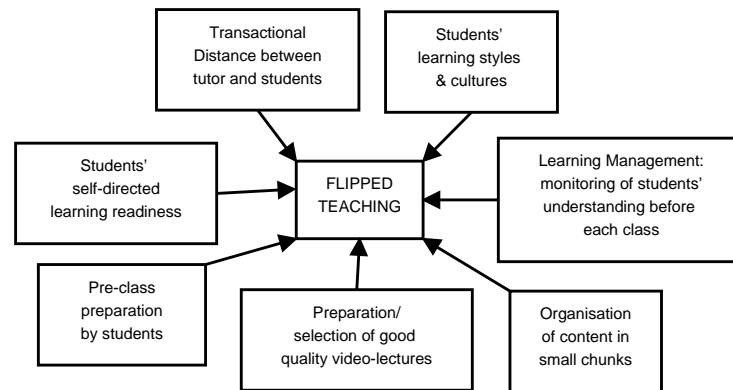 Transactional
Distance between
tutor and students
Students'
learning styles
& cultures
Students'
self-directed
learning readiness
FLIPPED
TEACHING
Learning Management:
monitoring of students'
understanding before
each class
Pre-class
preparation
by students
Preparation/
selection of good
quality video-lectures
Organisation
of content in
small chunks